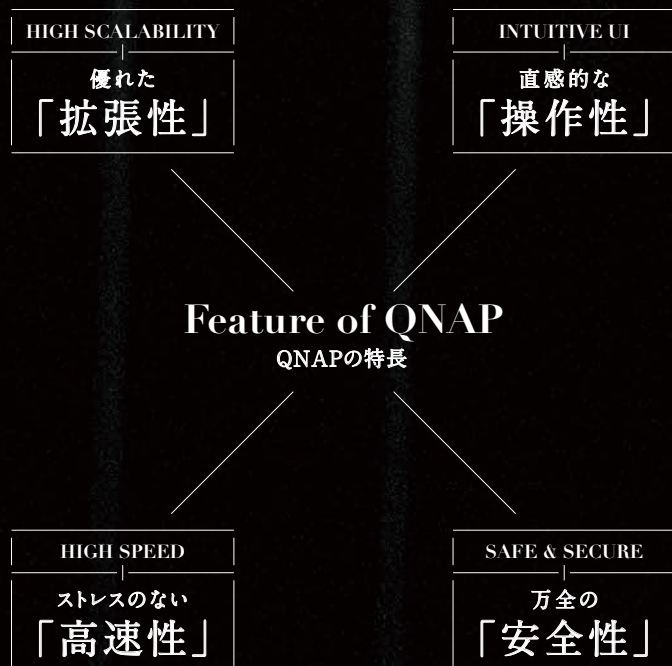 HIGH SCALABILITY
優れた
「拡張性」
INTUITIVE UI
直感的な
「操作性」
Feature of QNAP
QNAPの特長
HIGH SPEED
ストレスのない
「高速性」
SAFE & SECURE
万全の
「安全性」